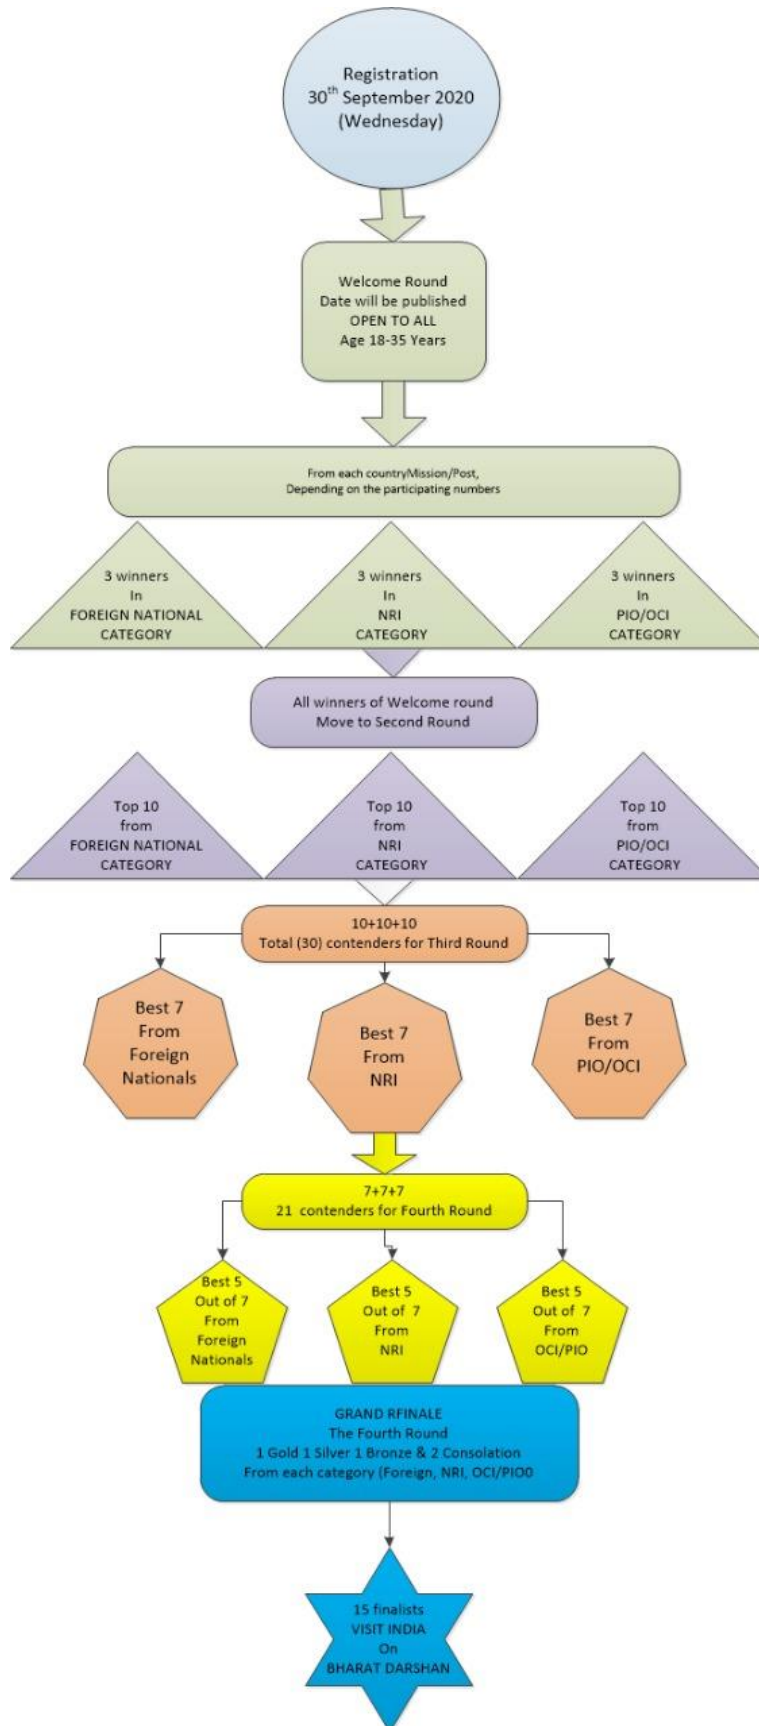 Registration
30th September 2020
(Wednesday)
Welcome Round
Date will be published
OPEN TO ALL
Age 18-35 Years
From each countryMission/Post,
Depending on the participating numbers
3 winners
In
FOREIGN NATIONAL
CATEGORY
3 winners
In
NRI
CATEGORY
3 winners
In
PIO/OCI
CATEGORY
All winners of Welcome round
Move to Second Round
Top 10
from
FOREIGN NATIONAL
CATEGORY
Top 10
from
NRI
CATEGORY
Top 10
from
PIO/OCI
CATEGORY
10+10+10
Total (30) contenders for Third Round
Best 7
From
Foreign
Nationals
Best 7
From
NRI
Best 7
From
PIO/OCI
7+7+7
21 contenders for Fourth Round
Best 5
Out of 7
From
Foreign
Nationals
Best 5
Out of 7
From
NRI
Best 5
Out of 7
From
OCI/PIO
GRAND RFINALE
The Fourth Round
1 Gold 1 Silver 1 Bronze & 2 Consolation
From each category (Foreign, NRI, OCI/PIO0
15 finalists
VISIT INDIA
On
BHARAT DARSHAN